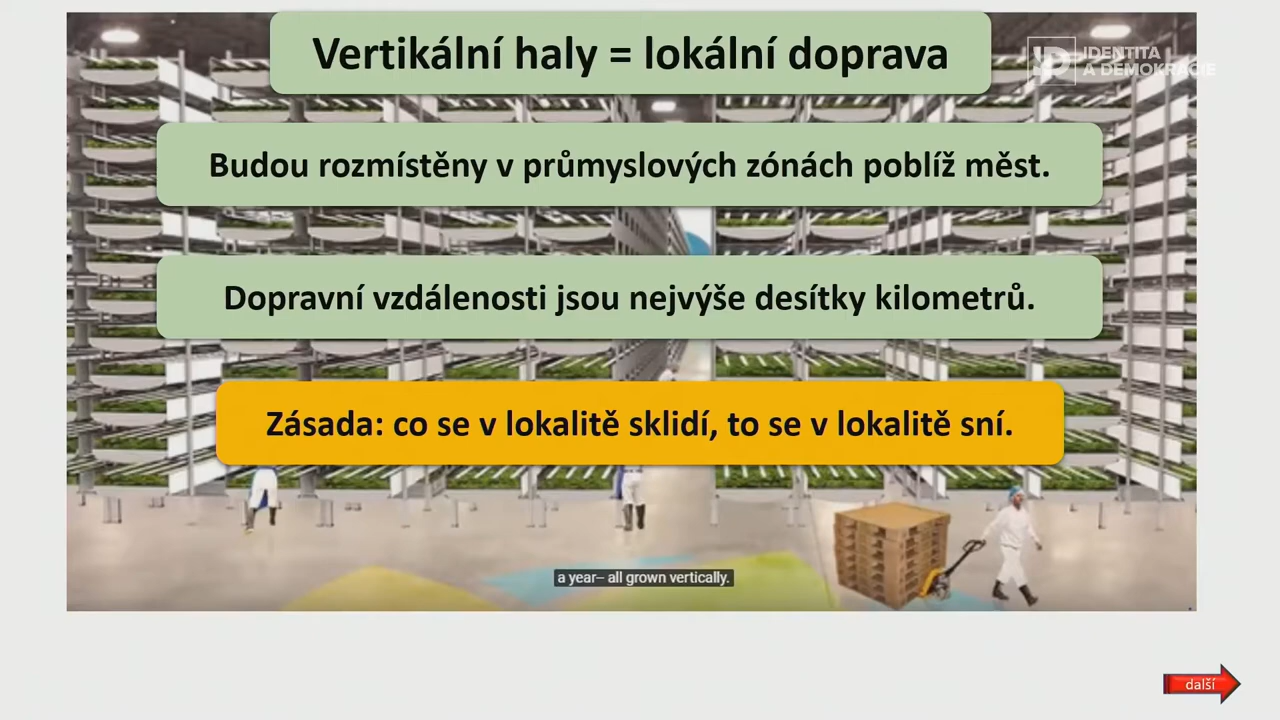 Vertikální haly = lokální doprava
IDENTITA
A DEMOKRACIE
Budou rozmístěny v průmyslových zónách poblíž měst.
Dopravní vzdálenosti jsou nejvýše desítky kilometrů.
Zásada: co se v lokalitě sklidí, to se v lokalitě sní.
a year– all grown vertically.
další